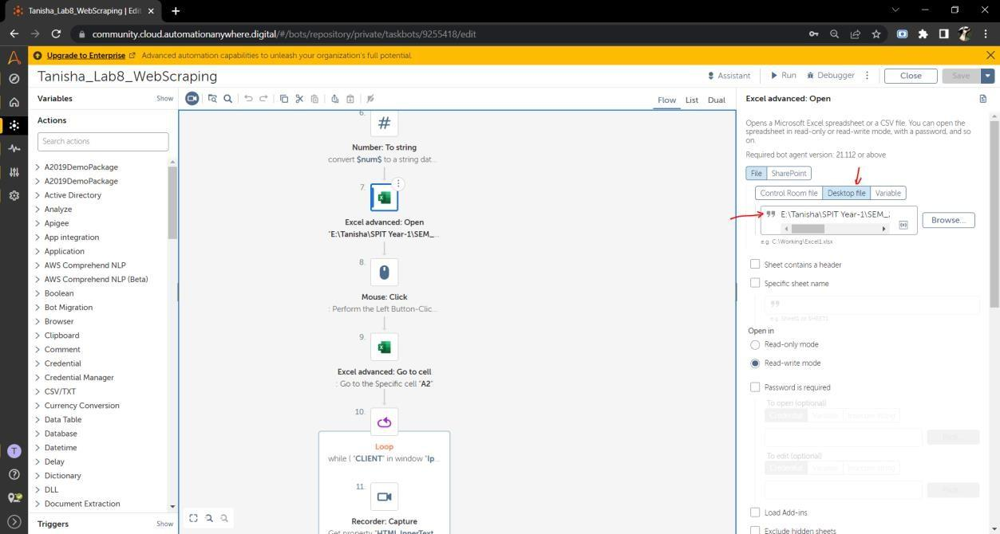 Tanisha_Lab8_WebScraping | Edit
community.cloud.automationanywhere.digital/#/bots/repository/private/taskbots/9255418/edit
Upgrade to Enterprise Advanced automation capabilities to unleash your organization's full potential.
Tanisha_Lab8_WebScraping
Assistant
Run
Debugger
Close
Save
Variables
Show
Flow
List
Dual
Actions
Search actions
A2019DemoPackage
A2019DemoPackage
Active Directory
Analyze
Apigee
App integration
Application
AWS Comprehend NLP
AWS Comprehend NLP (Beta)
Boolean
Bot Migration
Browser
Clipboard
Comment
Credential
Credential Manager
CSV/TXT
Currency Conversion
Data Table
Database
Datetime
Delay
Dictionary
DLL
Document Extraction
Triggers
Show
T
6.
Number: To string
convert $num$ to a string dat...
7.
Excel advanced: Open
"E:\Tanisha\SPIT Year-1\SEM_...
8.
Mouse: Click
: Perform the Left Button-Clic...
9.
Excel advanced: Go to cell
: Go to the Specific cell "A2"
10.
Loop
while ( "CLIENT" in window "Ip...
11.
Recorder: Capture
Get property "HTML InnerText
Excel advanced: Open
Opens a Microsoft Excel spreadsheet or a CSV file. You can open the
spreadsheet in read-only or read-write mode, with a password, and so
on.
Required bot agent version: 21.112 or above
File
SharePoint
Control Room file
Desktop file
Variable
E:\Tanisha\SPIT Year-1\SEM_
(x)
Browse...
e.g. C:\Working\Excel1.xlsx
Sheet contains a header
Specific sheet name
e.g. Sheet1 or SHEET1
Open in
Read-only mode
Read-write mode
Password is required
To open (optional)
Credential
Variable
Insecure string
Pick...
To edit (optional)
Credential
Variable
Insecure string
Pick...
Load Add-ins
Exclude hidden sheets